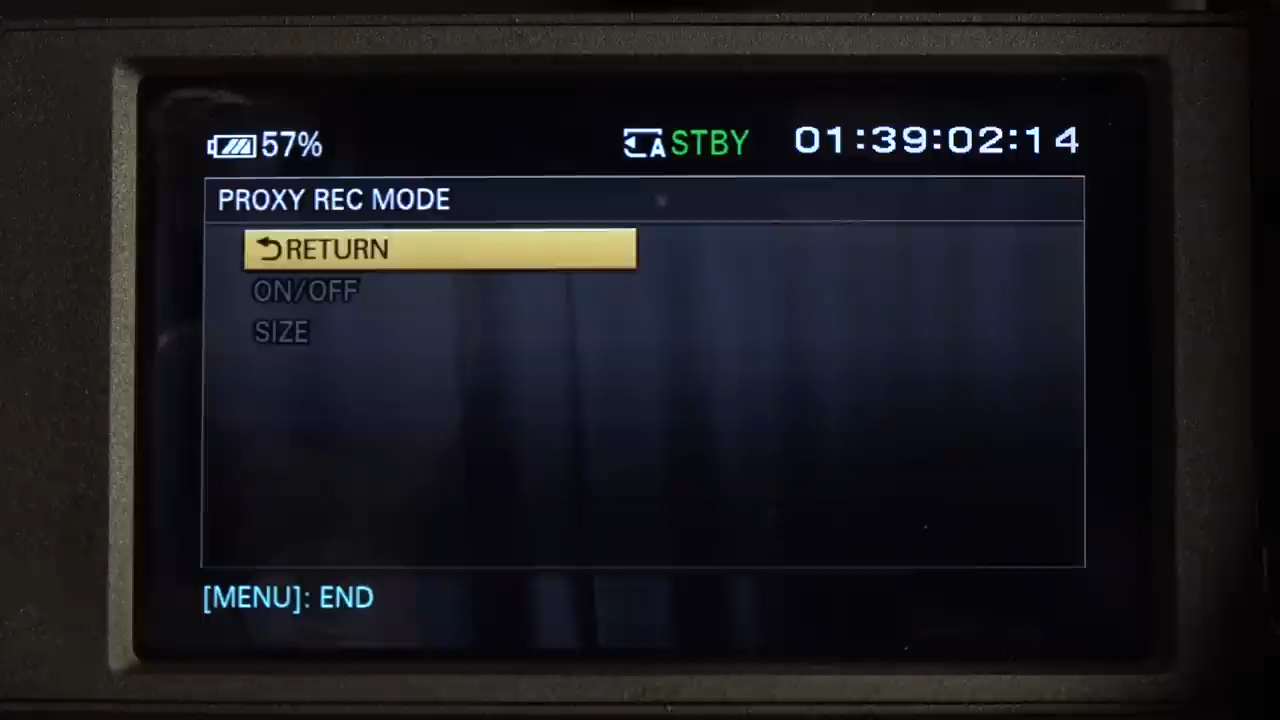 57%
A STBY 01:39:02:14
PROXY REC MODE
RETURN
ON/OFF
SIZE
[MENU]: END